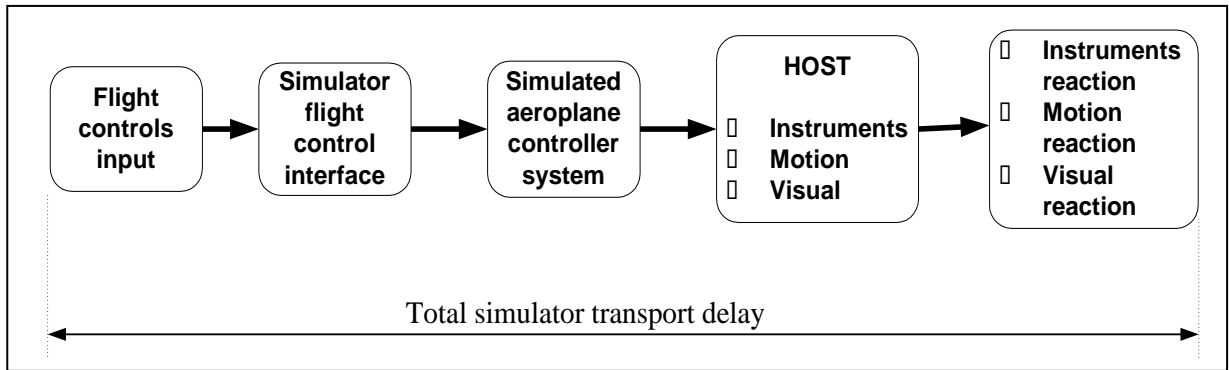 Flight
controls
input
Simulator
flight
control
interface
Simulated
aeroplane
controller
system
HOST
▯ Instruments
▯ Motion
▯ Visual
▯ Instruments
reaction
▯ Motion
reaction
▯ Visual
reaction
Total simulator transport delay